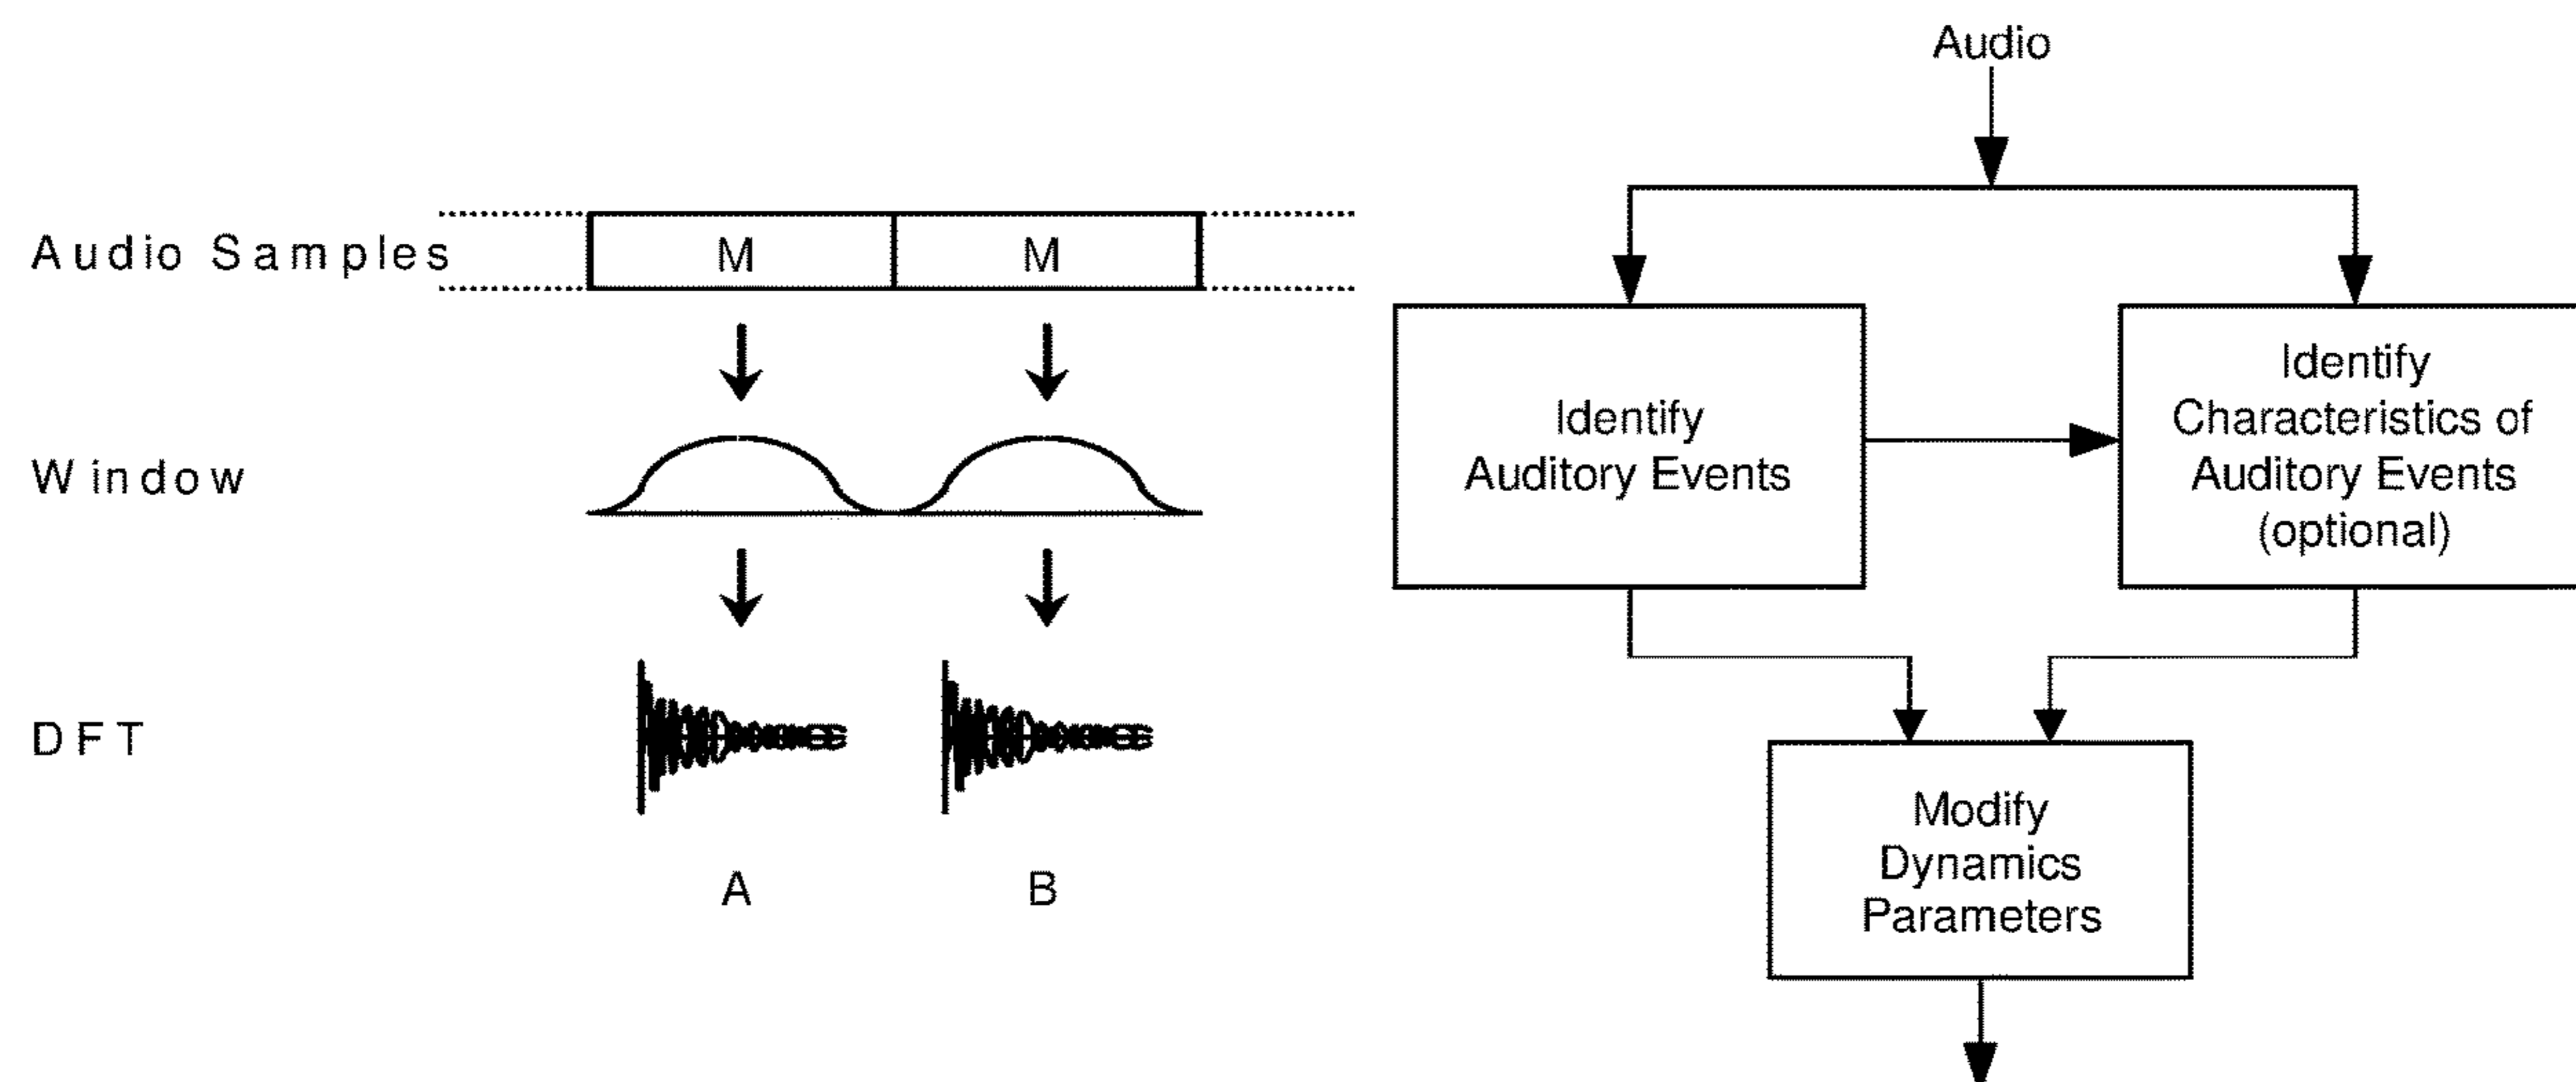 Audio Samples
M
M
Window
DFT
A
B
Audio
Identify
Auditory Events
Identify
Characteristics of
Auditory Events
(optional)
Modify
Dynamics
Parameters